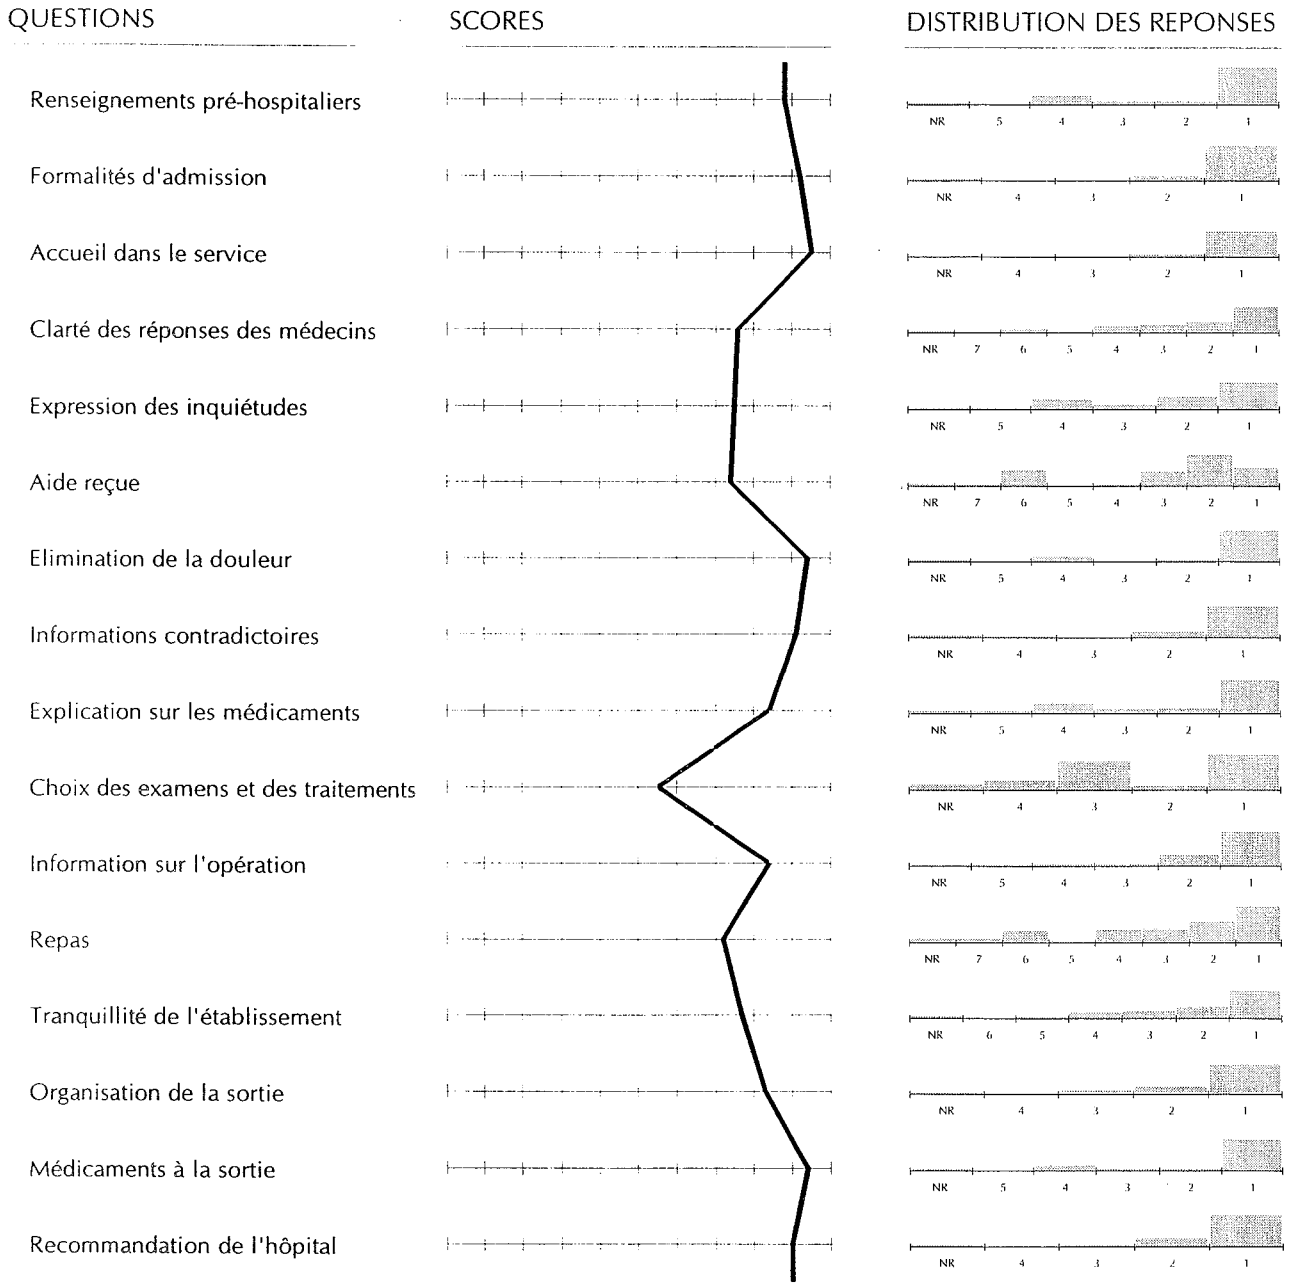 QUESTIONS SCORES DISTRIBUTION DES REPONSES
Renseignements pré-hospitaliers
NR 5 4 3 2 1
Formalités d'admission
NR 4 3 2 1
Accueil dans le service
NR 4 3 2 1
Clarté des réponses des médecins
NR 7 6 5 4 3 2 1
Expression des inquiétudes
NR 5 4 3 2 1
Aide reçue
NR 7 6 5 4 3 2 1
Elimination de la douleur
NR 5 4 3 2 1
Informations contradictoires
NR 4 3 2 1
Explication sur les médicaments
NR 5 4 3 2 1
Choix des examens et des traitements
NR 4 3 2 1
Information sur l'opération
NR 5 4 3 2 1
Repas
NR 7 6 5 4 3 2 1
Tranquillité de l'établissement
NR 6 5 4 3 2 1
Organisation de la sortie
NR 4 3 2 1
Médicaments à la sortie
NR 5 4 3 2 1
Recommandation de l'hôpital
NR 4 3 2 1